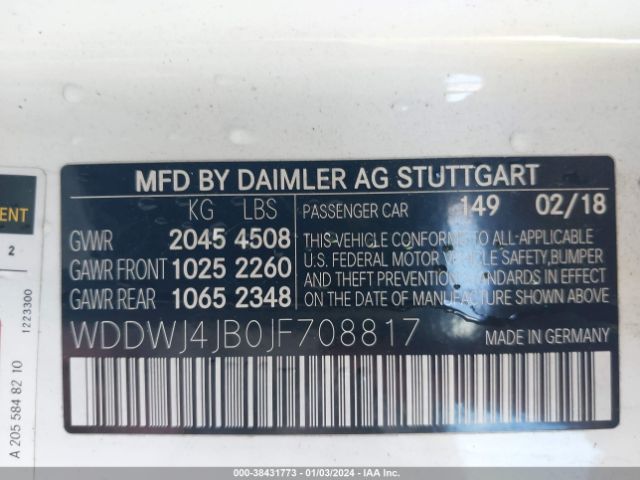 MFD BY DAIMLER AG STUTTGART
KG LBS
PASSENGER CAR 149 02/18
GVWR 2045 4508
GAWR FRONT 1025 2260
GAWR REAR 1065 2348
THIS VEHICLE CONFORMS TO ALL-APPLICABLE
U.S. FEDERAL MOTOR VEHICLE SAFETY, BUMPER
AND THEFT PREVENTION STANDARDS IN EFFECT
ON THE DATE OF MANUFACTURE SHOWN ABOVE
WDDWJ4JB0JF708817 MADE IN GERMANY
ENT
2
1223300
A 205 584 82 10
000-38431773 - 01/03/2024 - IAA Holdings, LLC